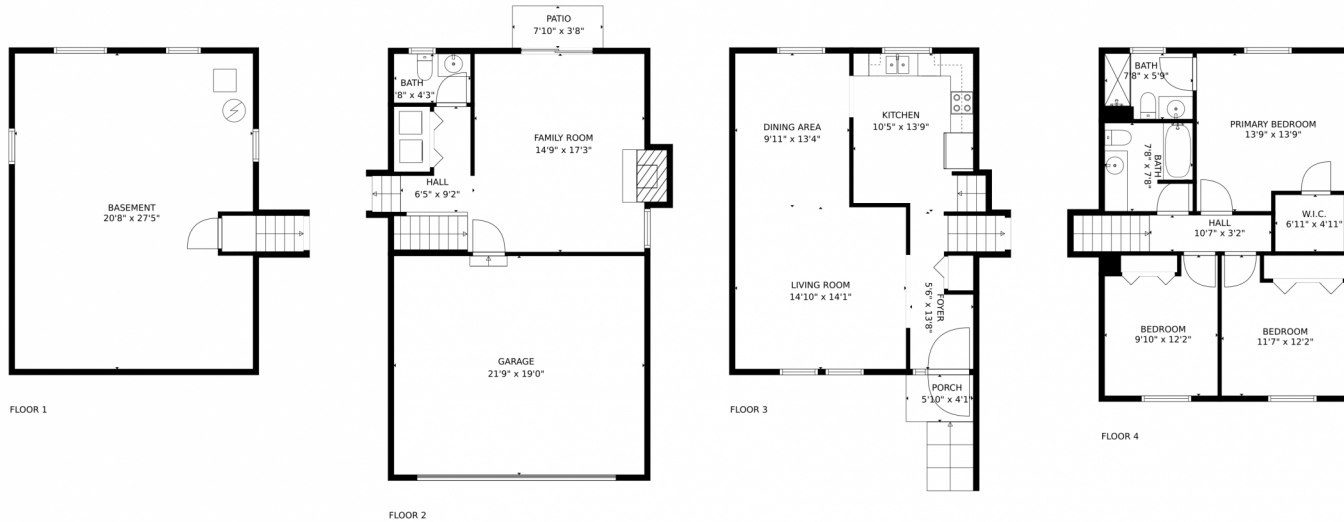 BASEMENT
20'8" x 27'5"
FLOOR 1
PATIO
7'10" x 3'8"
BATH
'8" x 4'3"
FAMILY ROOM
14'9" x 17'3"
HALL
6'5" x 9'2"
GARAGE
21'9" x 19'0"
FLOOR 2
DINING AREA
9'11" x 13'4"
KITCHEN
10'5" x 13'9"
LIVING ROOM
14'10" x 14'1"
FOYER
5'6" x 13'8"
PORCH
5'10" x 4'1"
FLOOR 3
BATH
7'8" x 5'9"
PRIMARY BEDROOM
13'9" x 13'9"
BATH
7'8" x 7'8"
W.I.C.
6'11" x 4'11"
HALL
10'7" x 3'2"
BEDROOM
9'10" x 12'2"
BEDROOM
11'7" x 12'2"
FLOOR 4